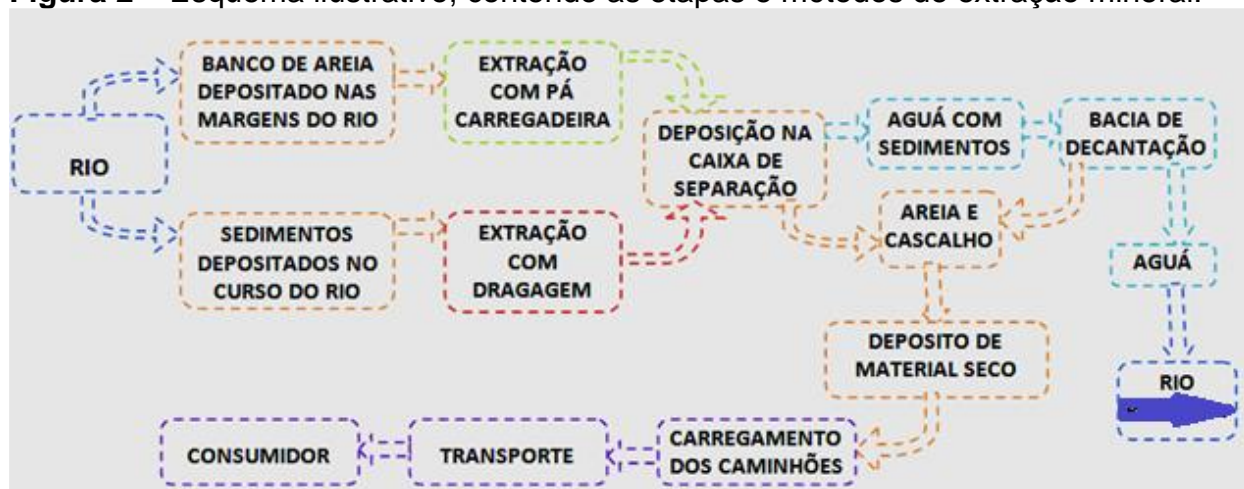 Figura 2 – Esquema ilustrativo, contendo as etapas e métodos de extração mineral.
RIO
BANCO DE AREIA
DEPOSITADO NAS
MARGENS DO RIO
EXTRAÇÃO
COM PÁ
CARREGADEIRA
SEDIMENTOS
DEPOSITADOS NO
CURSO DO RIO
EXTRAÇÃO
COM
DRAGAGEM
DEPOSIÇÃO NA
CAIXA DE
SEPARAÇÃO
AGUÁ COM
SEDIMENTOS
BACIA DE
DECANTAÇÃO
AREIA E
CASCALHO
AGUÁ
RIO
DEPOSITO DE
MATERIAL SECO
CARREGAMENTO
DOS CAMINHÕES
TRANSPORTE
CONSUMIDOR